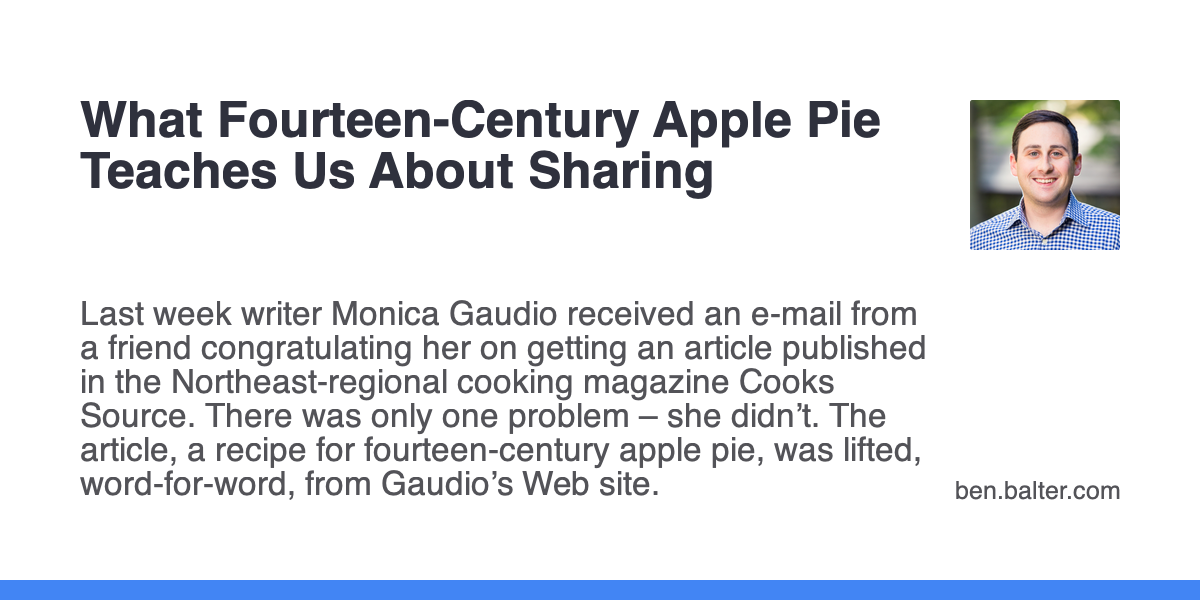 What Fourteen-Century Apple Pie
Teaches Us About Sharing
Last week writer Monica Gaudio received an e-mail from
a friend congratulating her on getting an article published
in the Northeast-regional cooking magazine Cooks
Source. There was only one problem – she didn’t. The
article, a recipe for fourteen-century apple pie, was lifted,
word-for-word, from Gaudio’s Web site.
ben.balter.com